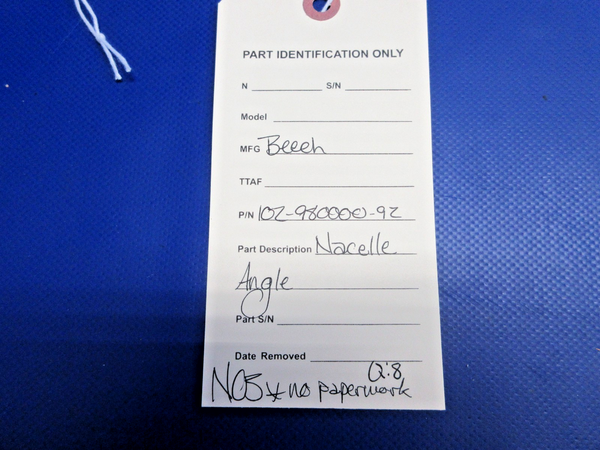 PART IDENTIFICATION ONLY
N S/N
Model
MFG Beech
TTAF
P/N 102-980000-92
Part Description Nacelle
Angle
Part S/N
Date Removed
Q:8
NOS * no paperwork